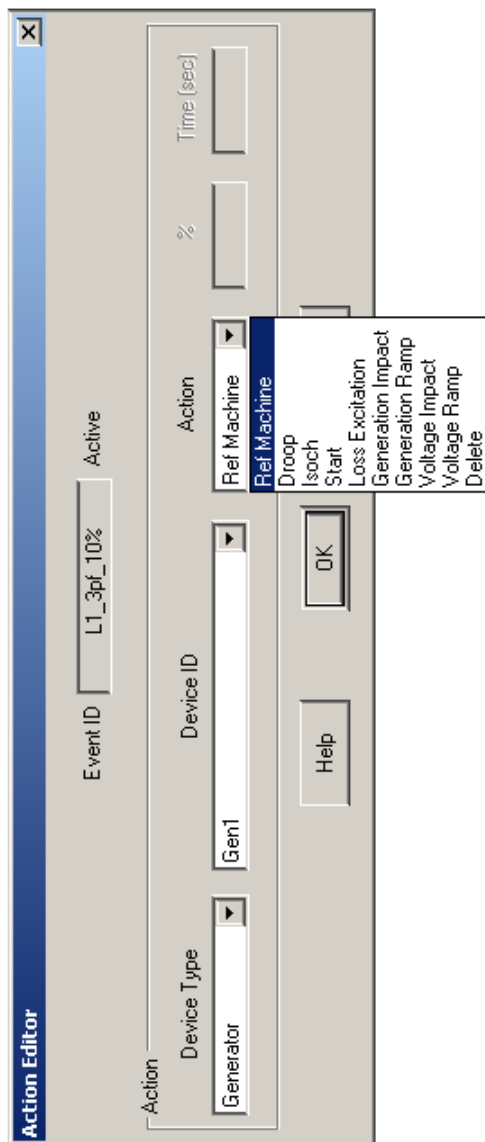 Action Editor
Event ID L1_3pf_10% Active
Action
Device Type Device ID Action % Time (sec)
Generator Gen1 Ref Machine
Ref Machine
Droop
Isoch
Start
Loss Excitation
Generation Impact
Generation Ramp
Voltage Impact
Voltage Ramp
Delete
Help OK